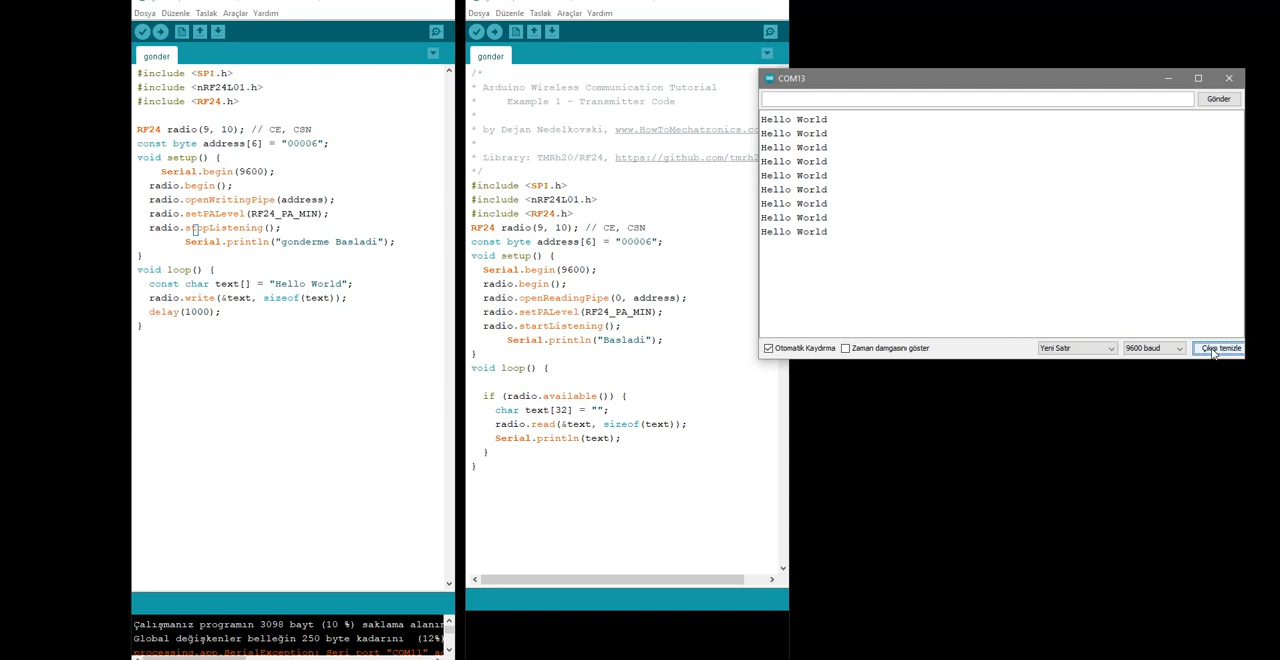 Dosya Düzenle Taslak Araçlar Yardım
gonder
#include <SPI.h>
#include <nRF24L01.h>
#include <RF24.h>
RF24 radio(9, 10); // CE, CSN
const byte address[6] = "00006";
void setup() {
Serial.begin(9600);
radio.begin();
radio.openWritingPipe(address);
radio.setPALevel(RF24_PA_MIN);
radio.stopListening();
Serial.println("gonderme Basladi");
}
void loop() {
const char text[] = "Hello World";
radio.write(&text, sizeof(text));
delay(1000);
}
Çalışmanız programın 3098 bayt (10 %) saklama alanın
Global değişkenler belleğin 250 byte kadarını (12%)
processing.app.SerialException: Seri port "COM11" a
Dosya Düzenle Taslak Araçlar Yardım
gonder
/*
* Arduino Wireless Communication Tutorial
* Example 1 - Transmitter Code
*
* by Dejan Nedelkovski, www.HowToMechatronics.co
*
* Library: TMRh20/RF24, https://github.com/tmrh2
*/
#include <SPI.h>
#include <nRF24L01.h>
#include <RF24.h>
RF24 radio(9, 10); // CE, CSN
const byte address[6] = "00006";
void setup() {
Serial.begin(9600);
radio.begin();
radio.openReadingPipe(0, address);
radio.setPALevel(RF24_PA_MIN);
radio.startListening();
Serial.println("Basladi");
}
void loop() {
if (radio.available()) {
char text[32] = "";
radio.read(&text, sizeof(text));
Serial.println(text);
}
}
COM13
Gönder
Hello World
Hello World
Hello World
Hello World
Hello World
Hello World
Hello World
Hello World
Hello World
Otomatik Kaydırma Zaman damgasını göster Yeni Satır 9600 baud Çıkışı temizle